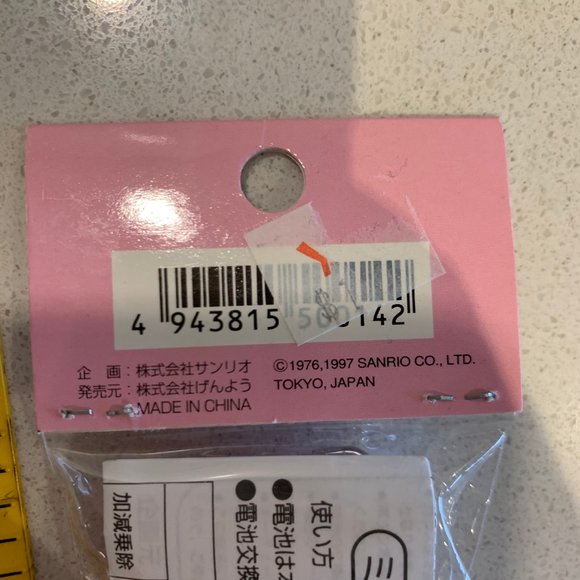 4 943815 500142
企　画：株式会社サンリオ
発売元：株式会社げんよう
MADE IN CHINA
©1976,1997 SANRIO CO., LTD.
TOKYO, JAPAN
使い方
●電池は
●電池交換
加減乗除